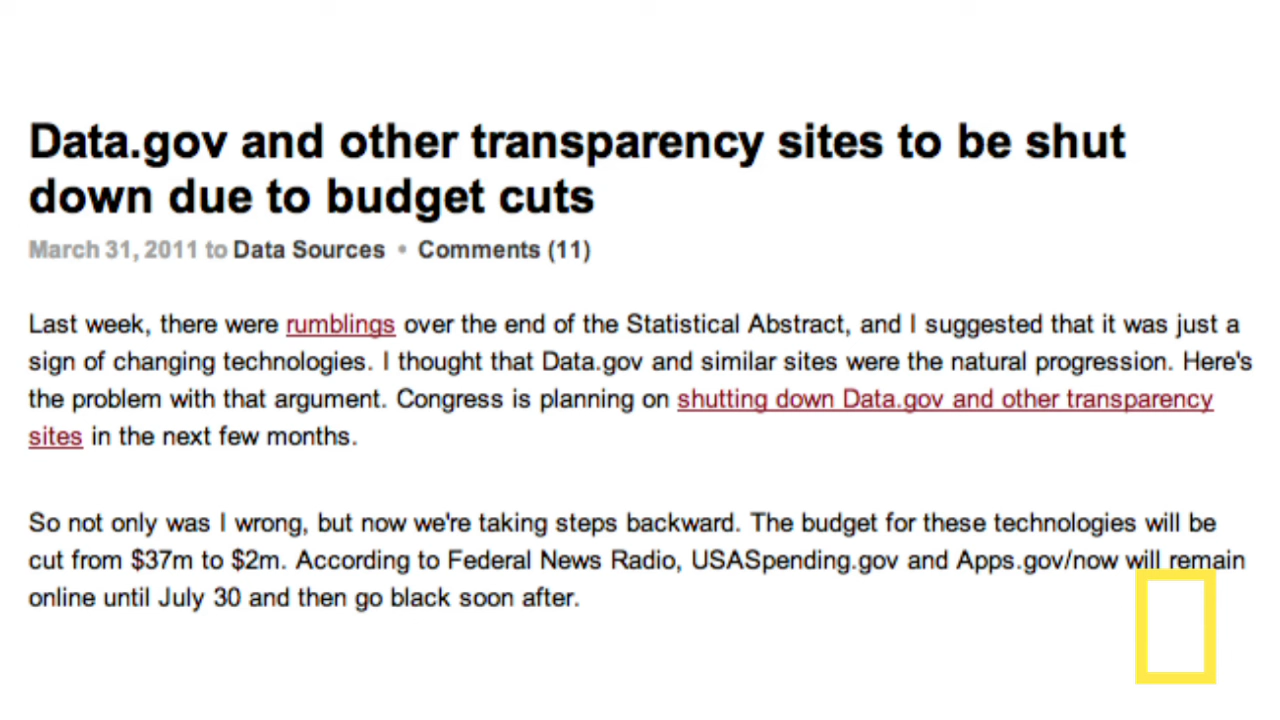 Data.gov and other transparency sites to be shut
down due to budget cuts
March 31, 2011 to Data Sources • Comments (11)
Last week, there were rumblings over the end of the Statistical Abstract, and I suggested that it was just a
sign of changing technologies. I thought that Data.gov and similar sites were the natural progression. Here's
the problem with that argument. Congress is planning on shutting down Data.gov and other transparency
sites in the next few months.
So not only was I wrong, but now we're taking steps backward. The budget for these technologies will be
cut from $37m to $2m. According to Federal News Radio, USASpending.gov and Apps.gov/now will remain
online until July 30 and then go black soon after.